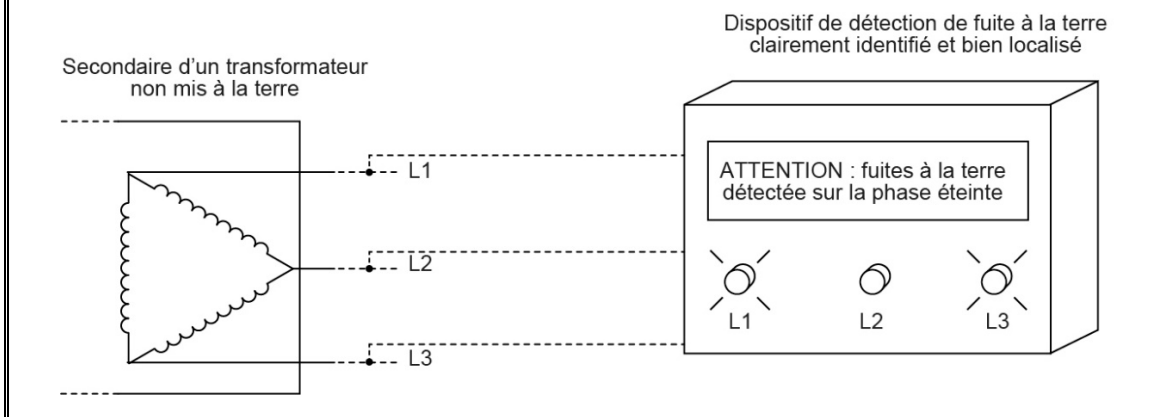 Dispositif de détection de fuite à la terre
clairement identifié et bien localisé
Secondaire d'un transformateur
non mis à la terre
L1
ATTENTION : fuites à la terre
détectée sur la phase éteinte
L2
L1
L2
L3
L3